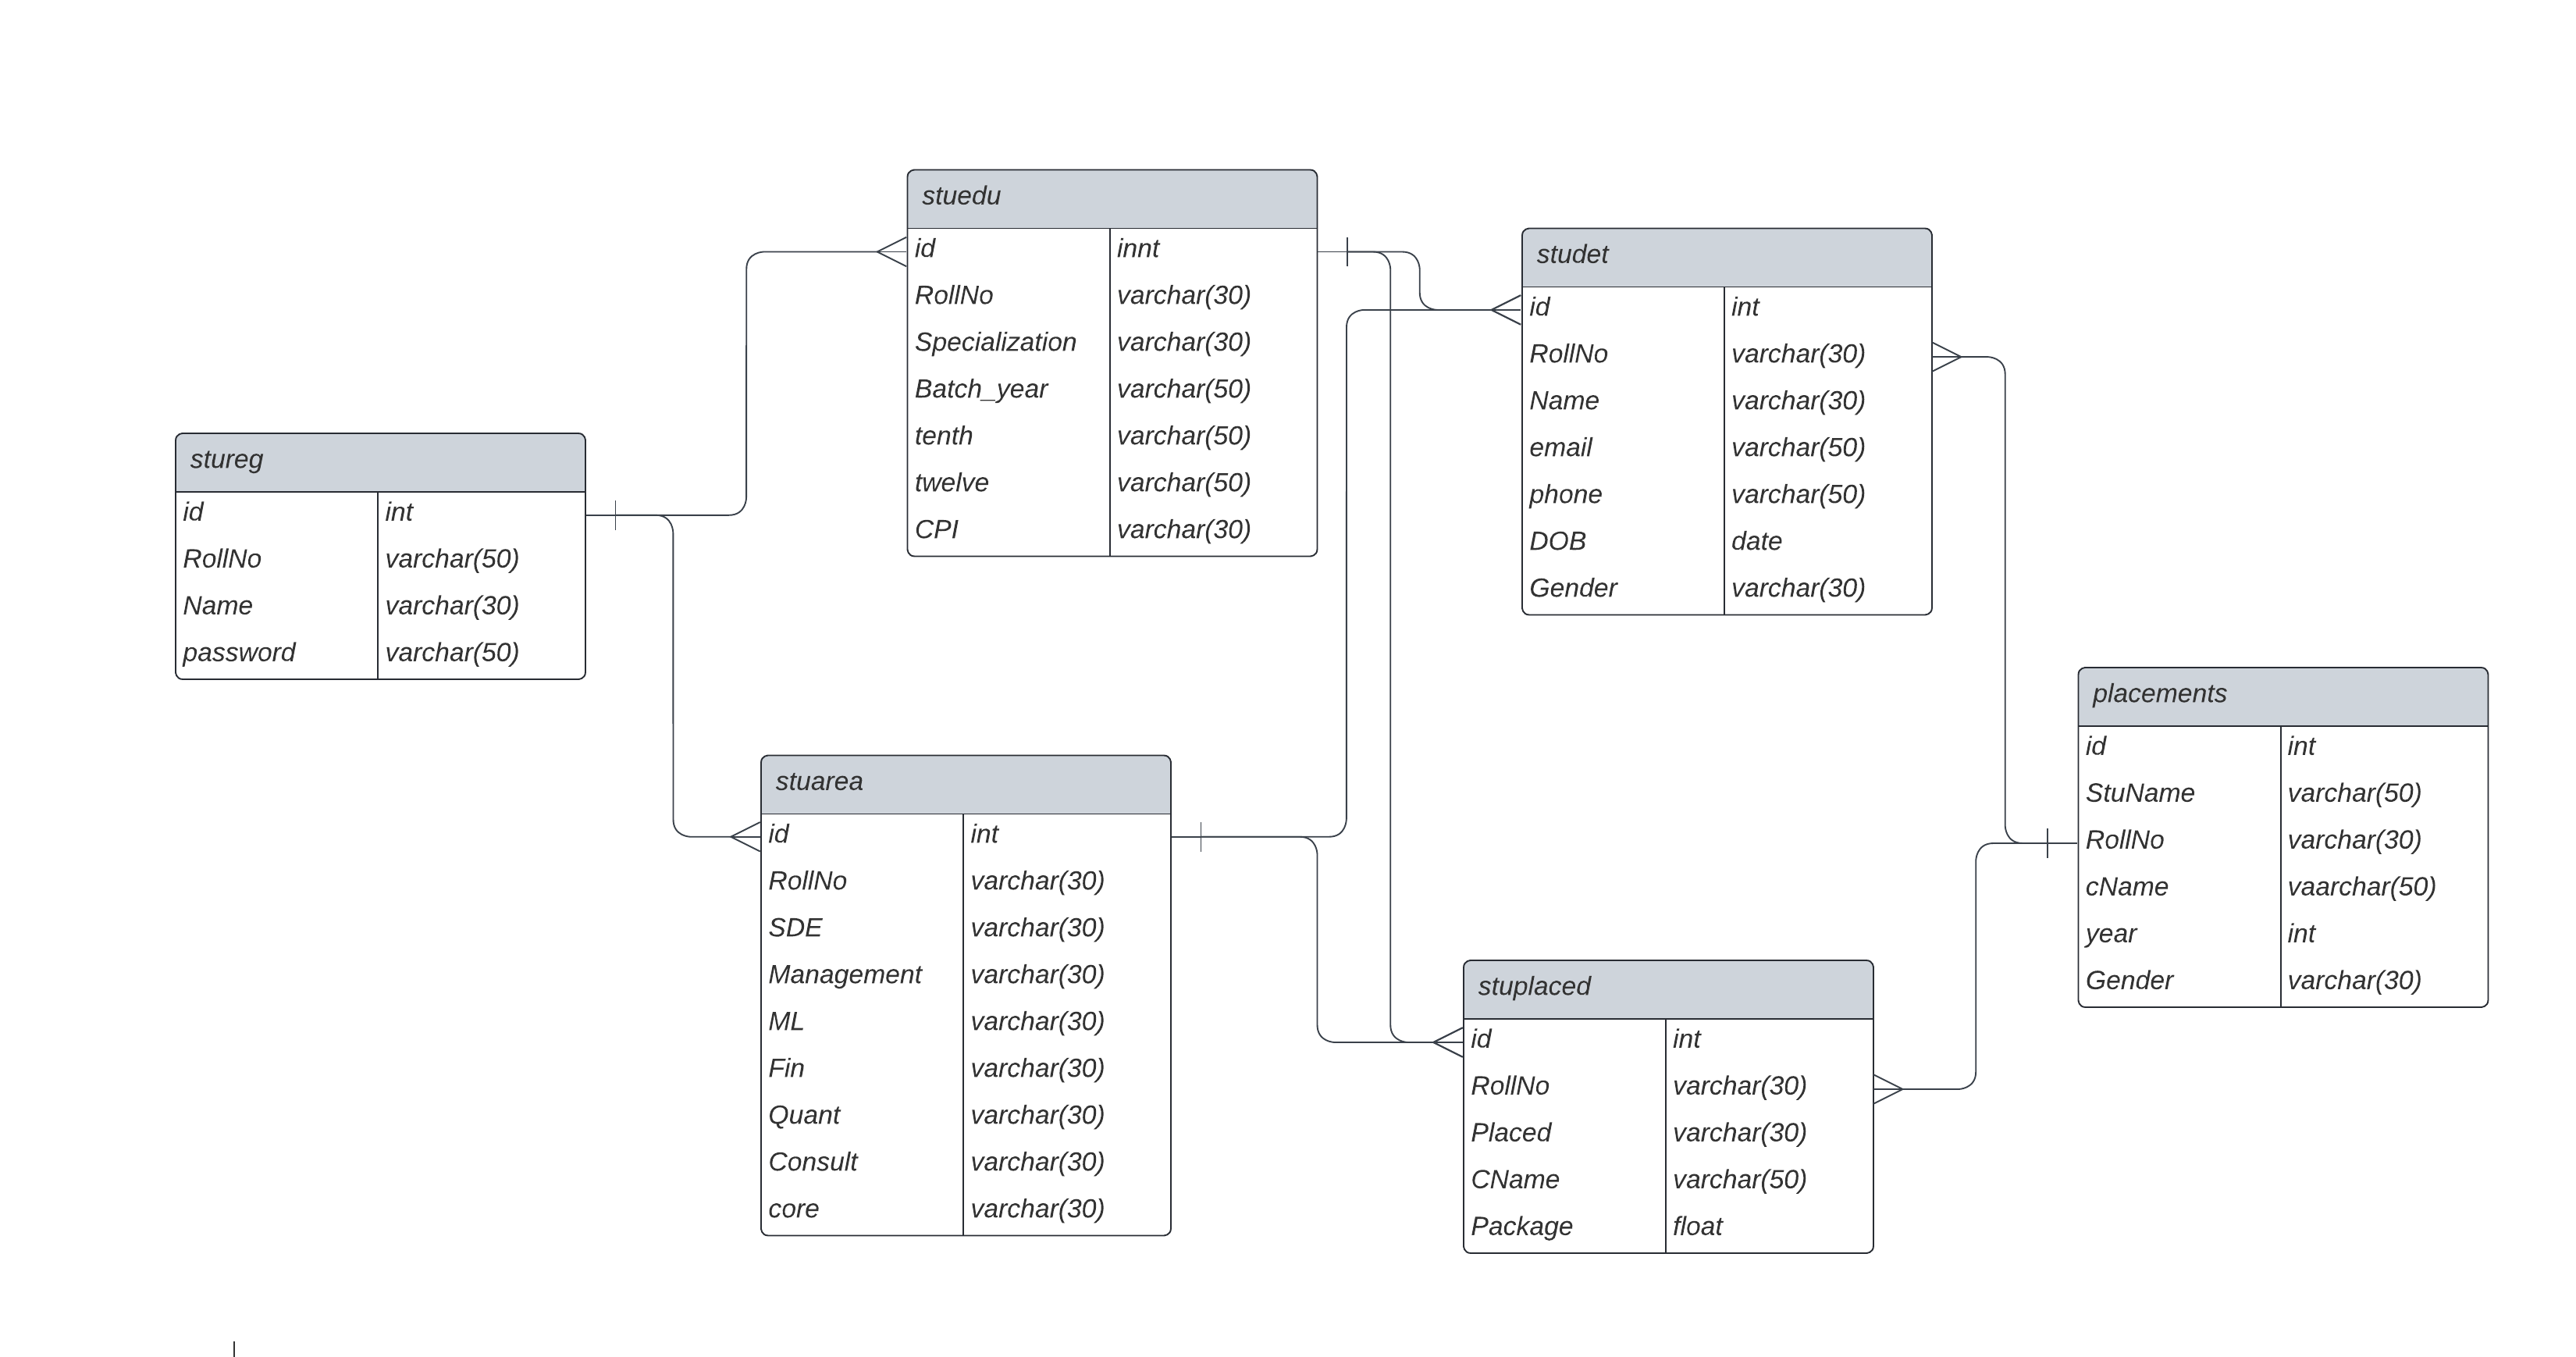 stuedu
id innt
RollNo varchar(30)
Specialization varchar(30)
Batch_year varchar(50)
tenth varchar(50)
twelve varchar(50)
CPI varchar(30)
studet
id int
RollNo varchar(30)
Name varchar(30)
email varchar(50)
phone varchar(50)
DOB date
Gender varchar(30)
stureg
id int
RollNo varchar(50)
Name varchar(30)
password varchar(50)
placements
id int
StuName varchar(50)
RollNo varchar(30)
cName vaarchar(50)
year int
Gender varchar(30)
stuarea
id int
RollNo varchar(30)
SDE varchar(30)
Management varchar(30)
ML varchar(30)
Fin varchar(30)
Quant varchar(30)
Consult varchar(30)
core varchar(30)
stuplaced
id int
RollNo varchar(30)
Placed varchar(30)
CName varchar(50)
Package float